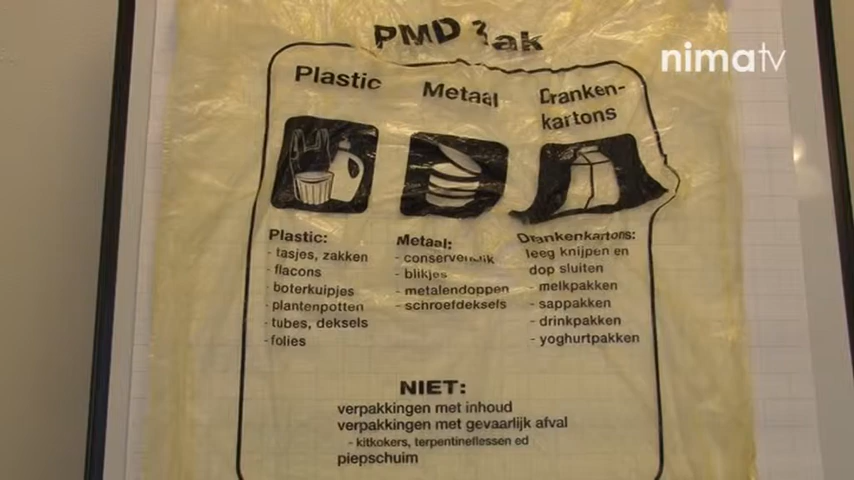 nimatv
PMD Zak
Plastic
Metaal
Dranken-
kartons
Plastic:
- tasjes, zakken
- flacons
- boterkuipjes
- plantenpotten
- tubes, deksels
- folies
Metaal:
- conservenblik
- blikjes
- metalendoppen
- schroefdeksels
Drankenkartons:
leeg knijpen en
dop sluiten
- melkpakken
- sappakken
- drinkpakken
- yoghurtpakken
NIET:
verpakkingen met inhoud
verpakkingen met gevaarlijk afval
- kitkokers, terpentineflessen ed
piepschuim